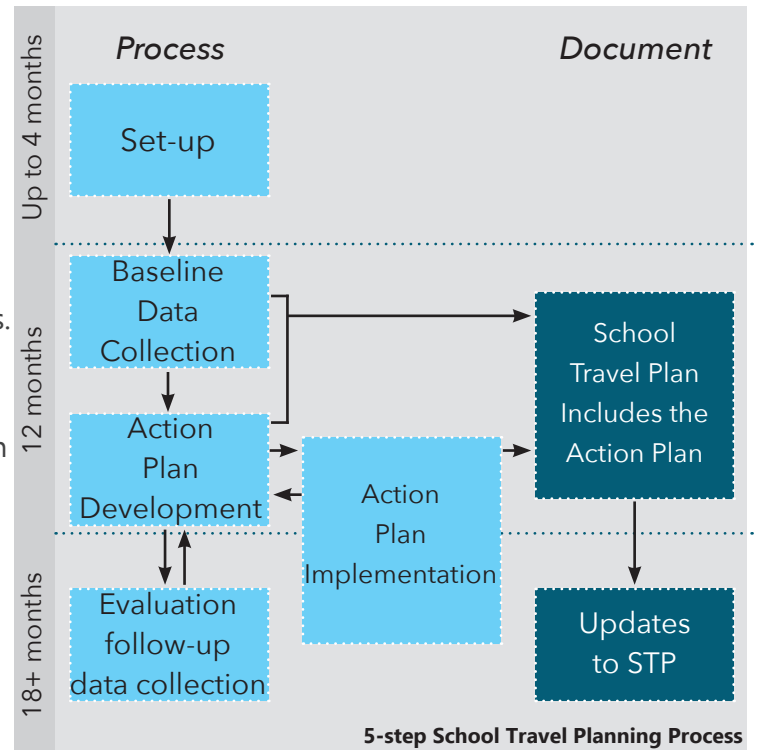 Process
Document
Up to 4 months
Set-up
12 months
Baseline
Data
Collection
s.
School
Travel Plan
Includes the
Action Plan
Action
Plan
Development
n
Action
Plan
Implementation
18+ months
Evaluation
follow-up
data collection
Updates
to STP
5-step School Travel Planning Process